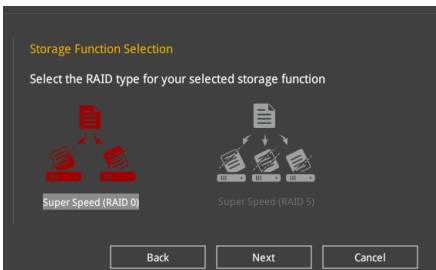 Storage Function Selection
Select the RAID type for your selected storage function
Super Speed (RAID 0)
Super Speed (RAID 5)
Back
Next
Cancel